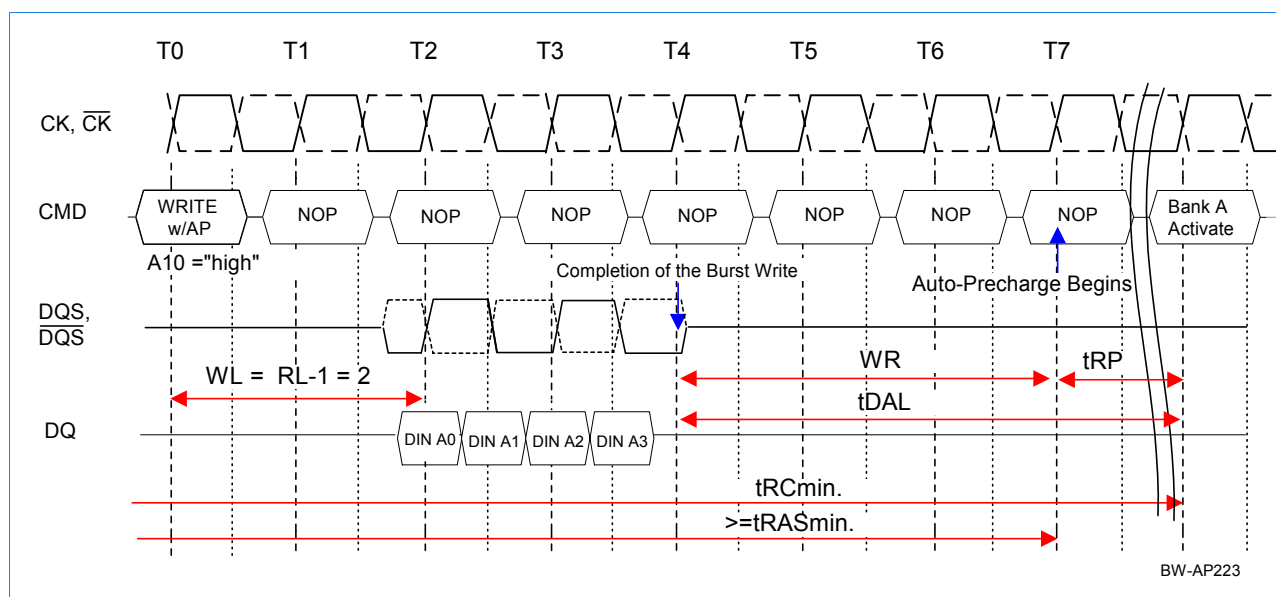 T0 T1 T2 T3 T4 T5 T6 T7
CK, CK
CMD
WRITE w/AP
NOP
NOP
NOP
NOP
NOP
NOP
NOP
Bank A Activate
A10 ="high"
Completion of the Burst Write
Auto-Precharge Begins
DQS,
DQS
WL = RL-1 = 2
WR
tRP
tDAL
DQ
DIN A0
DIN A1
DIN A2
DIN A3
tRCmin.
>=tRASmin.
BW-AP223